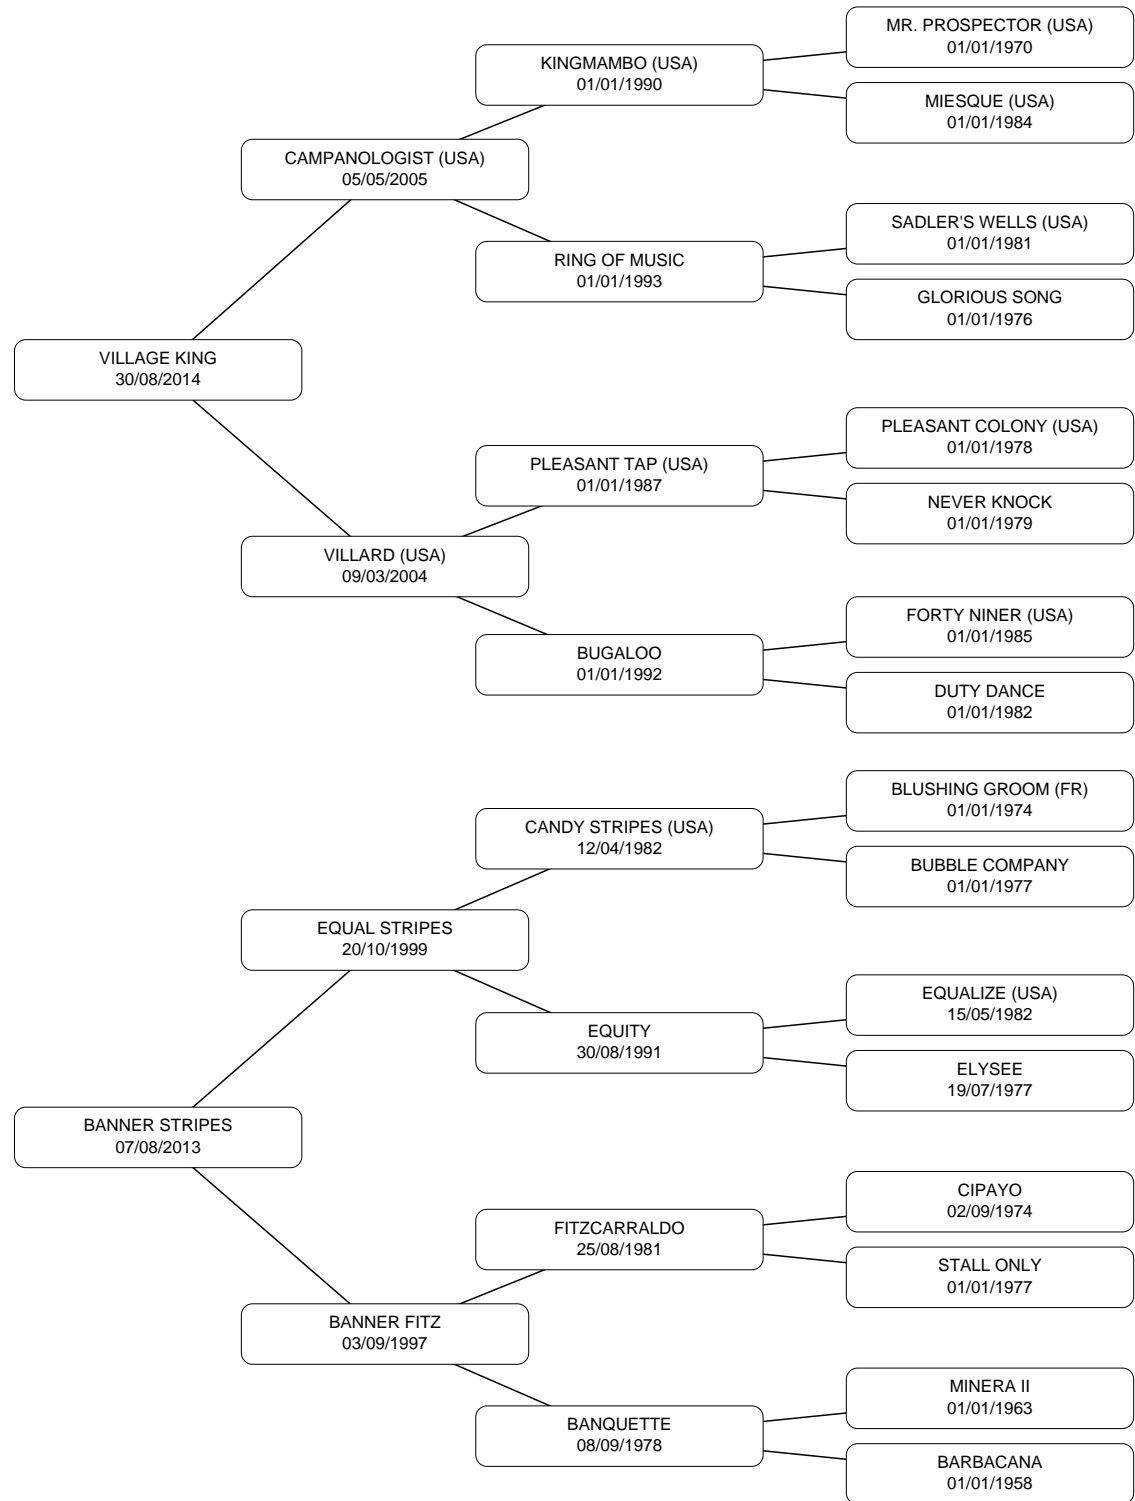 MR. PROSPECTOR (USA)
01/01/1970
KINGMAMBO (USA)
01/01/1990
MIESQUE (USA)
01/01/1984
CAMPANOLOGIST (USA)
05/05/2005
SADLER'S WELLS (USA)
01/01/1981
RING OF MUSIC
01/01/1993
GLORIOUS SONG
01/01/1976
VILLAGE KING
30/08/2014
PLEASANT COLONY (USA)
01/01/1978
PLEASANT TAP (USA)
01/01/1987
NEVER KNOCK
01/01/1979
VILLARD (USA)
09/03/2004
FORTY NINER (USA)
01/01/1985
BUGALOO
01/01/1992
DUTY DANCE
01/01/1982
BLUSHING GROOM (FR)
01/01/1974
CANDY STRIPES (USA)
12/04/1982
BUBBLE COMPANY
01/01/1977
EQUAL STRIPES
20/10/1999
EQUALIZE (USA)
15/05/1982
EQUITY
30/08/1991
ELYSEE
19/07/1977
BANNER STRIPES
07/08/2013
CIPAYO
02/09/1974
FITZCARRALDO
25/08/1981
STALL ONLY
01/01/1977
BANNER FITZ
03/09/1997
MINERA II
01/01/1963
BANQUETTE
08/09/1978
BARBACANA
01/01/1958